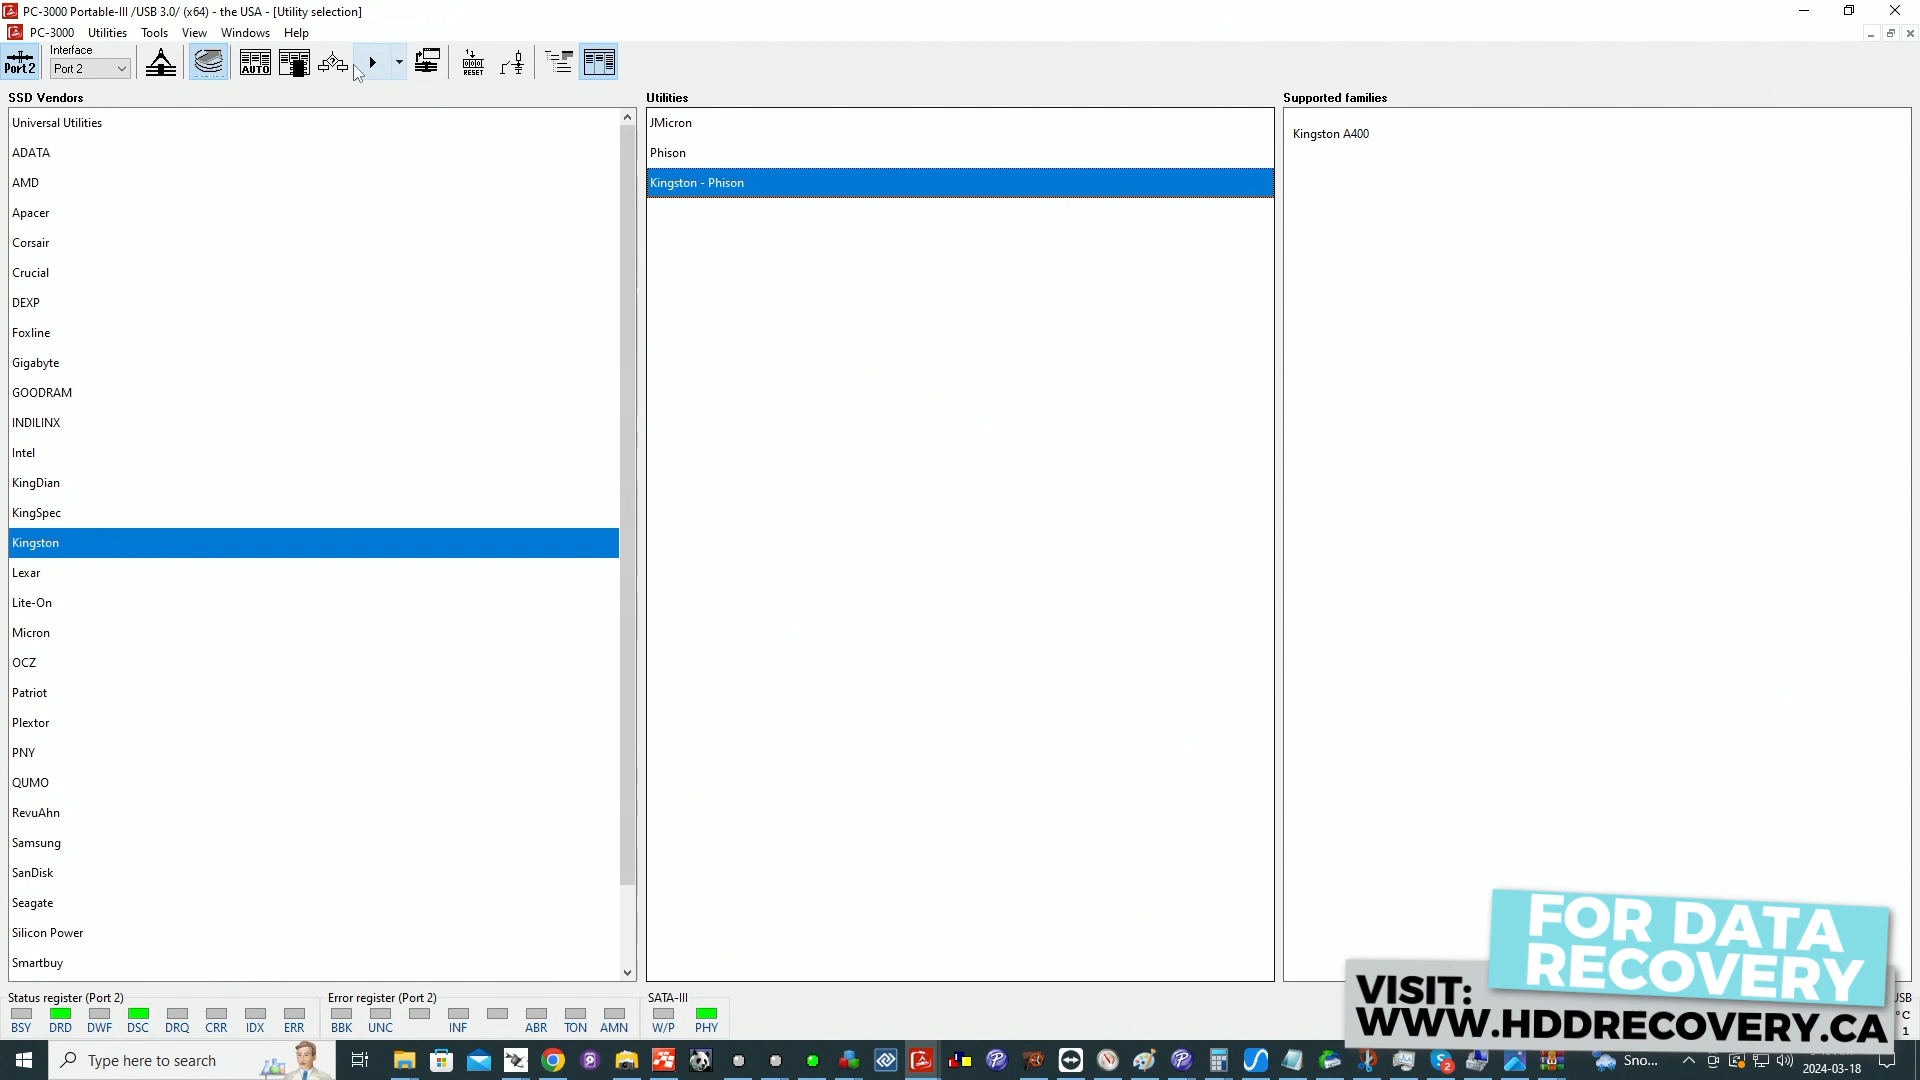 PC-3000 Portable-III /USB 3.0/ (x64) - the USA - [Utility selection]
PC-3000 Utilities Tools View Windows Help
Port2
Interface
Port 2
AUTO
RESET
SSD Vendors
Universal Utilities
ADATA
AMD
Apacer
Corsair
Crucial
DEXP
Foxline
Gigabyte
GOODRAM
INDILINX
Intel
KingDian
KingSpec
Kingston
Lexar
Lite-On
Micron
OCZ
Patriot
Plextor
PNY
QUMO
RevuAhn
Samsung
SanDisk
Seagate
Silicon Power
Smartbuy
Utilities
JMicron
Phison
Kingston - Phison
Supported families
Kingston A400
Status register (Port 2)
BSY DRD DWF DSC DRQ CRR IDX ERR
Error register (Port 2)
BBK UNC INF ABR TON AMN
SATA-III
W/P PHY
FOR DATA
RECOVERY
VISIT:
WWW.HDDRECOVERY.CA
Type here to search
Sno...
2024-03-18